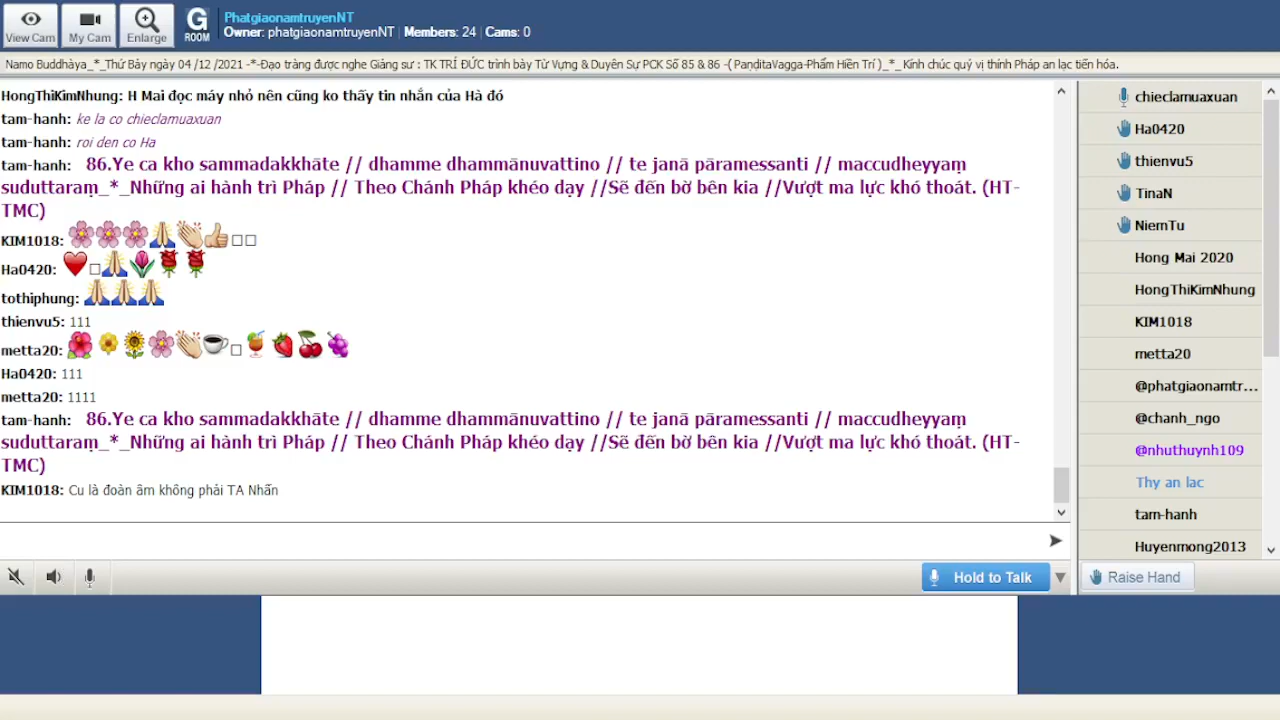 View Cam
My Cam
Enlarge
G
ROOM
PhatgiaonamtruyenNT
Owner: phatgiaonamtruyenNT | Members: 24 | Cams: 0
Namo Buddhàya_*_Thứ Bảy ngày 04 /12 /2021 -*-Đạo tràng được nghe Giảng sư : TK TRÍ ĐỨC trình bày Từ Vựng & Duyên Sự PCK Số 85 & 86 -( PaṇḍitaVagga-Phẩm Hiền Trí )_*_ Kính chúc quý vị thính Pháp an lạc tiến hóa.
HongThiKimNhung: H Mai đọc máy nhỏ nên cũng ko thấy tin nhắn của Hà đó
tam-hanh: ke la co chieclamuaxuan
tam-hanh: roi den co Ha
tam-hanh: 86.Ye ca kho sammadakkhāte // dhamme dhammānuvattino // te janā pāramessanti // maccudheyyaṃ
suduttaraṃ_*_Những ai hành trì Pháp // Theo Chánh Pháp khéo dạy //Sẽ đến bờ bên kia //Vượt ma lực khó thoát. (HT-
TMC)
KIM1018: 🌸🌸🌸🙏👏👍
Ha0420: ❤️🙏🌷🌹🌹
tothiphung: 🙏🙏🙏
thienvu5: 111
metta20: 🌺🌼🌻🌸👏☕🍹🍓🍒🍇
Ha0420: 111
metta20: 1111
tam-hanh: 86.Ye ca kho sammadakkhāte // dhamme dhammānuvattino // te janā pāramessanti // maccudheyyaṃ
suduttaraṃ_*_Những ai hành trì Pháp // Theo Chánh Pháp khéo dạy //Sẽ đến bờ bên kia //Vượt ma lực khó thoát. (HT-
TMC)
KIM1018: Cu là đoàn âm không phải TA Nhấn
chieclamuaxuan
Ha0420
thienvu5
TinaN
NiemTu
Hong Mai 2020
HongThiKimNhung
KIM1018
metta20
@phatgiaonamtr...
@chanh_ngo
@nhuthuynh109
Thy an lac
tam-hanh
Huyenmong2013
Hold to Talk
Raise Hand